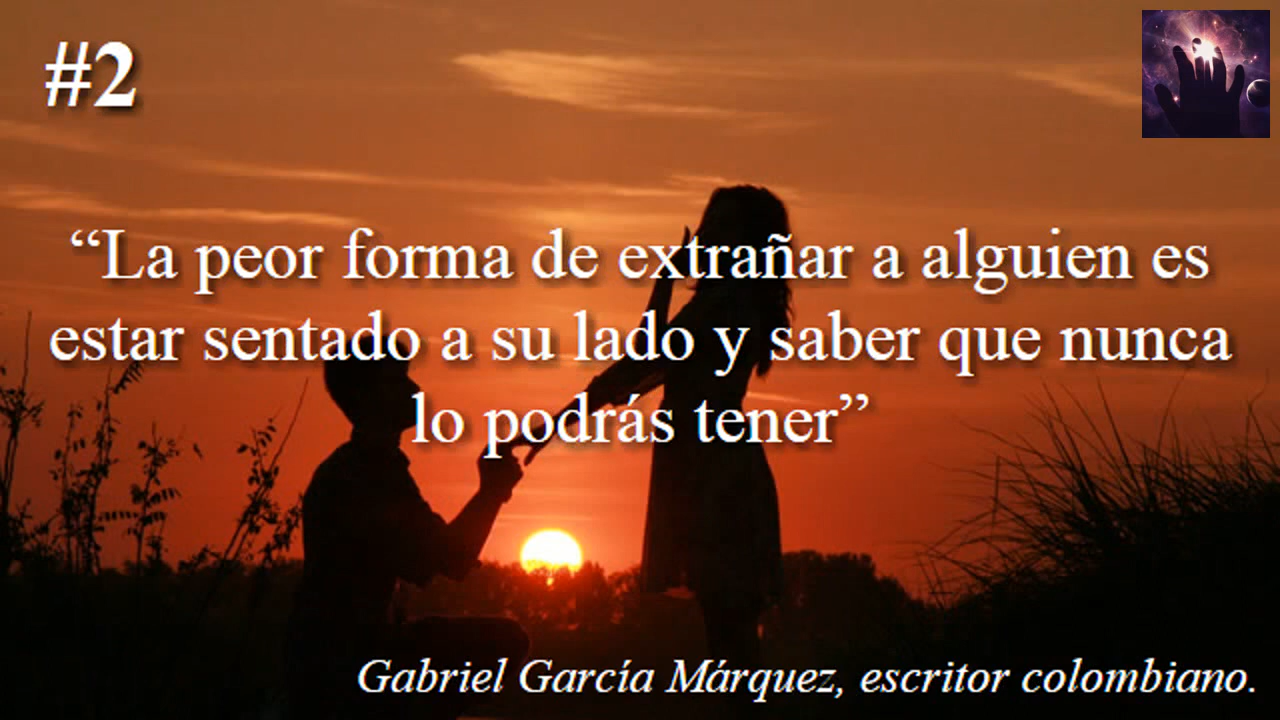 #2
“La peor forma de extrañar a alguien es
estar sentado a su lado y saber que nunca
lo podrás tener”
Gabriel García Márquez, escritor colombiano.